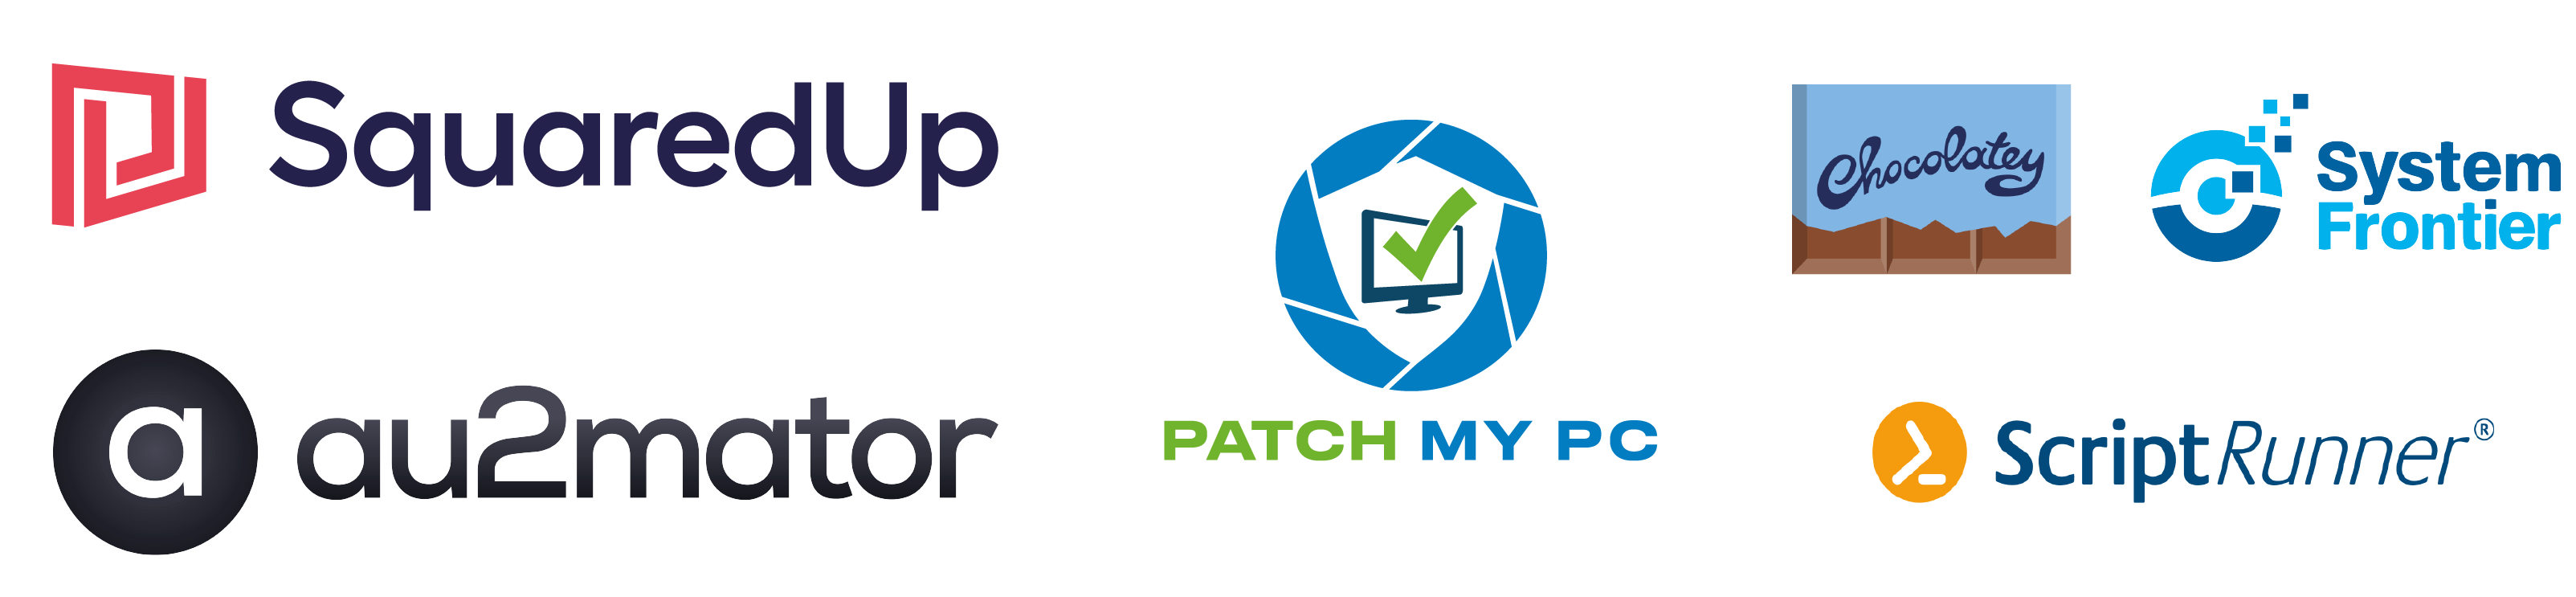 SquaredUp
au2mator
PATCH MY PC
Chocolatey
System
Frontier
ScriptRunner®